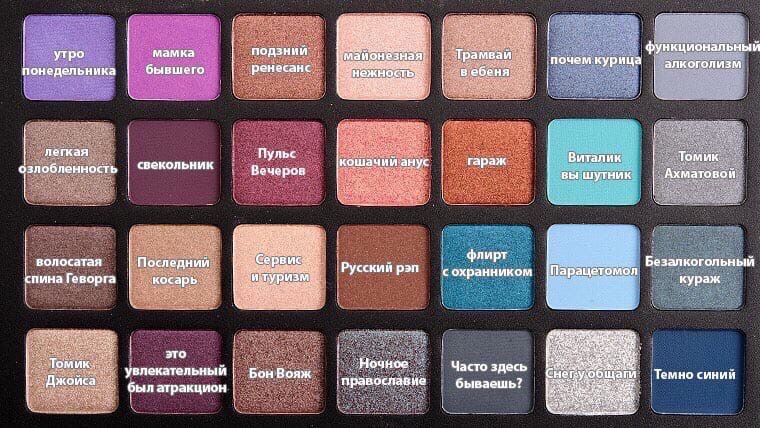 утро
понедельника
мамка
бывшего
подзний
ренесанс
майонезная
нежность
Трамвай
в ебеня
почем курица
функциональный
алкоголизм
легкая
озлобленность
свекольник
Пульс
Вечеров
кошачий анус
гараж
Виталик
вы шутник
Томик
Ахматовой
волосатая
спина Геворга
Последний
косарь
Сервис
и туризм
Русский рэп
флирт
с охранником
Парацетомол
Безалкогольный
кураж
Томик
Джойса
это
увлекательный
был атракцион
Бон Вояж
Ночное
православие
Часто здесь
бываешь?
Снег у общаги
Темно синий